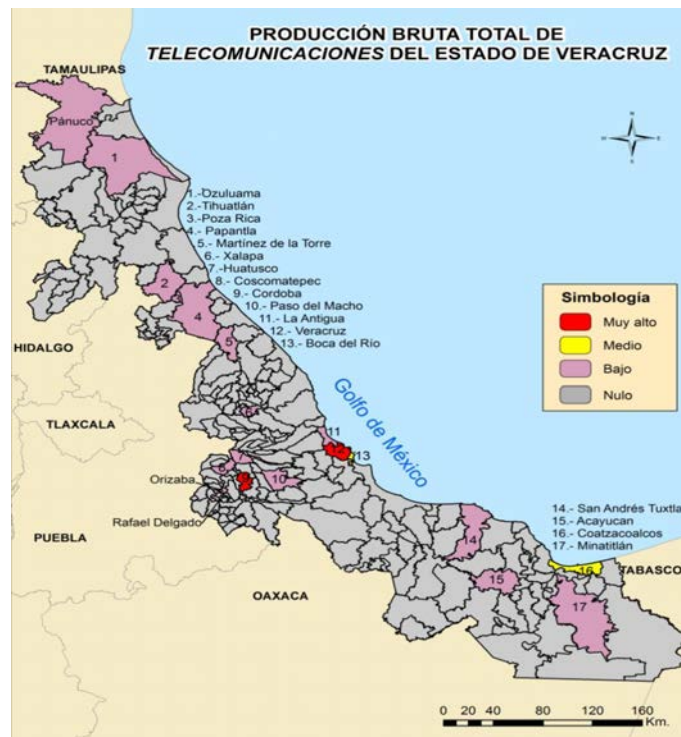 PRODUCCIÓN BRUTA TOTAL DE
TELECOMUNICACIONES DEL ESTADO DE VERACRUZ
TAMAULIPAS
Pánuco
N
W
E
S
1
1.-Ozuluama
2.-Tihuatlán
3.-Poza Rica
4.- Papantla
5.- Martínez de la Torre
6.- Xalapa
7.-Huatusco
8.- Coscomatepec
9.- Cordoba
10.- Paso del Macho
11.- La Antigua
12.- Veracruz
13.- Boca del Río
Simbología
Muy alto
Medio
Bajo
Nulo
2
4
5
HIDALGO
TLAXCALA
Golfo de México
6
11
12
13
7
8
9
10
Orizaba
Rafael Delgado
PUEBLA
OAXACA
14.- San Andrés Tuxtla
15.- Acayucan
16.- Coatzacoalcos
17.- Minatitlán
14
15
16
17
TABASCO
0 20 40 80 120 160
Km.